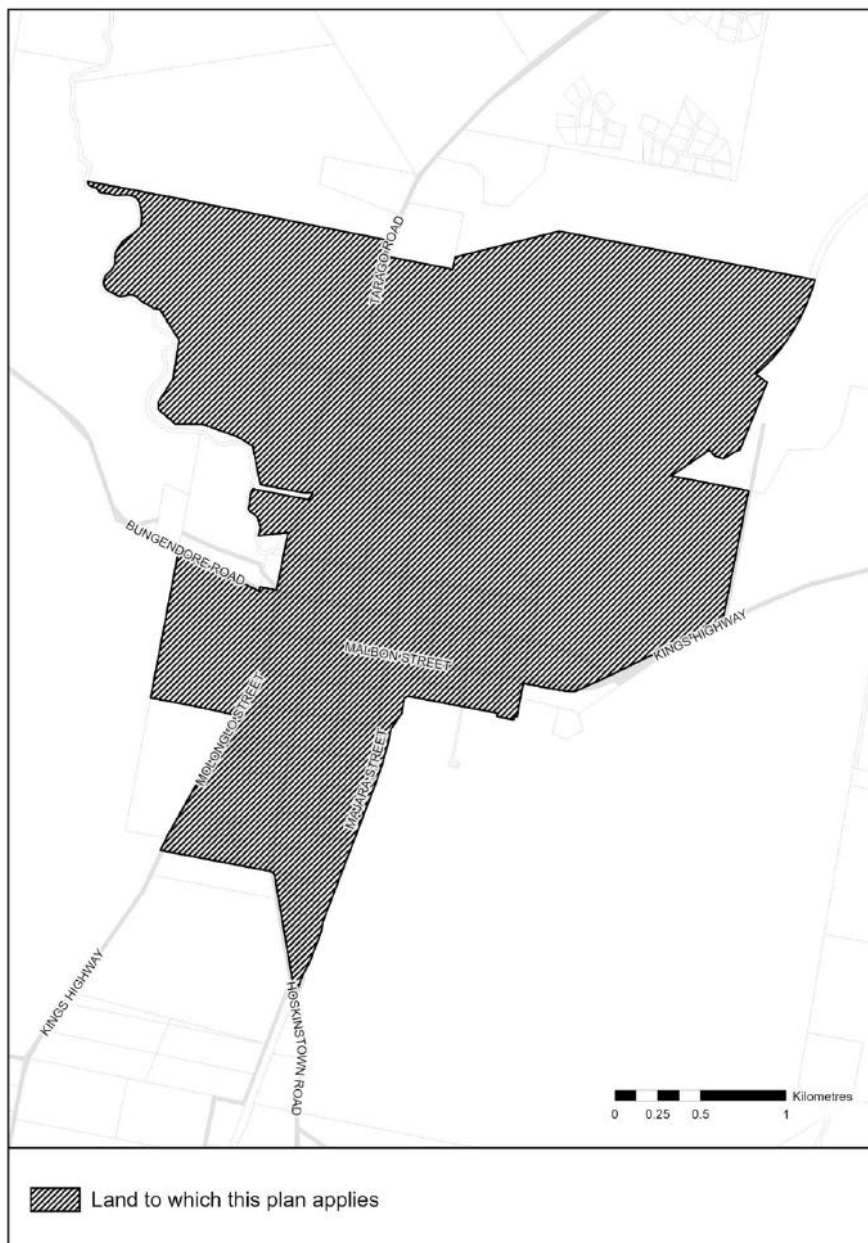 TARAGO ROAD
BUNGENDORE ROAD
MALBON STREET
KINGS HIGHWAY
MOLONGLO STREET
MAJARA STREET
KINGS HIGHWAY
HOSKINSTOWN ROAD
Kilometres
0 0.25 0.5 1
Land to which this plan applies